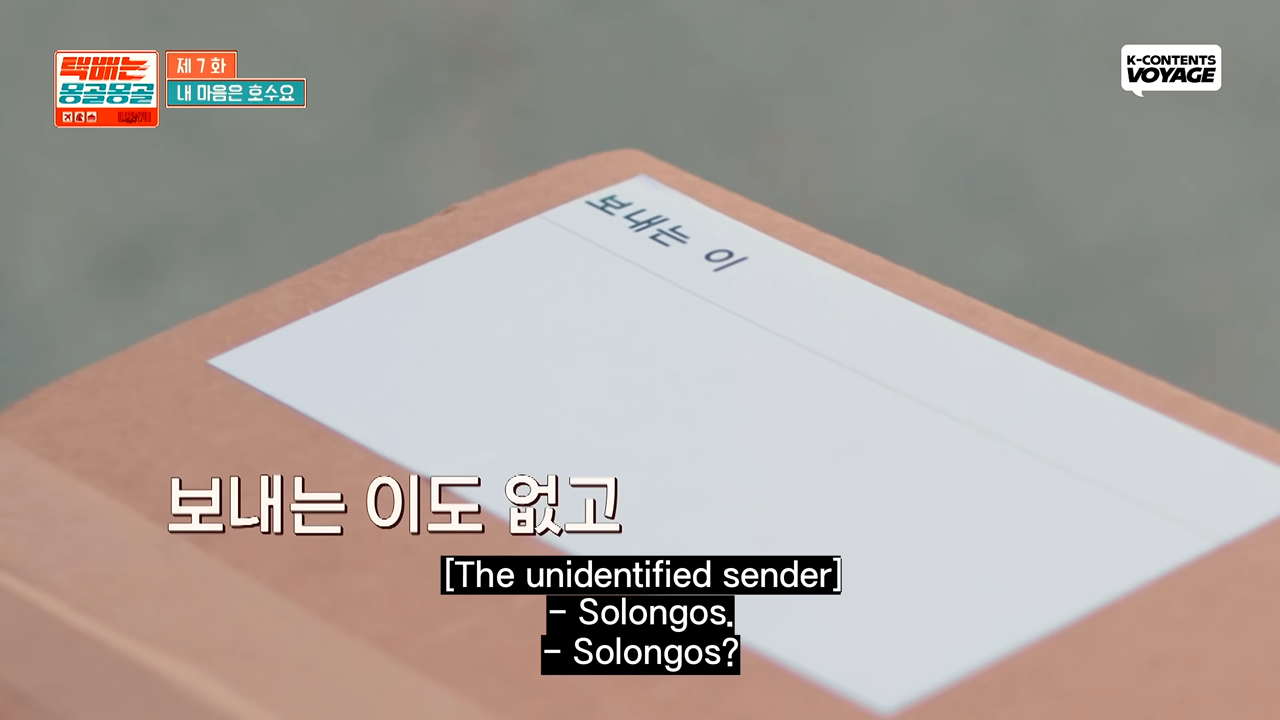 택배는
몽골몽골
제 7 화
내 마음은 호수요
K-CONTENTS
VOYAGE
보내는 이
보내는 이도 없고
[The unidentified sender]
- Solongos.
- Solongos?